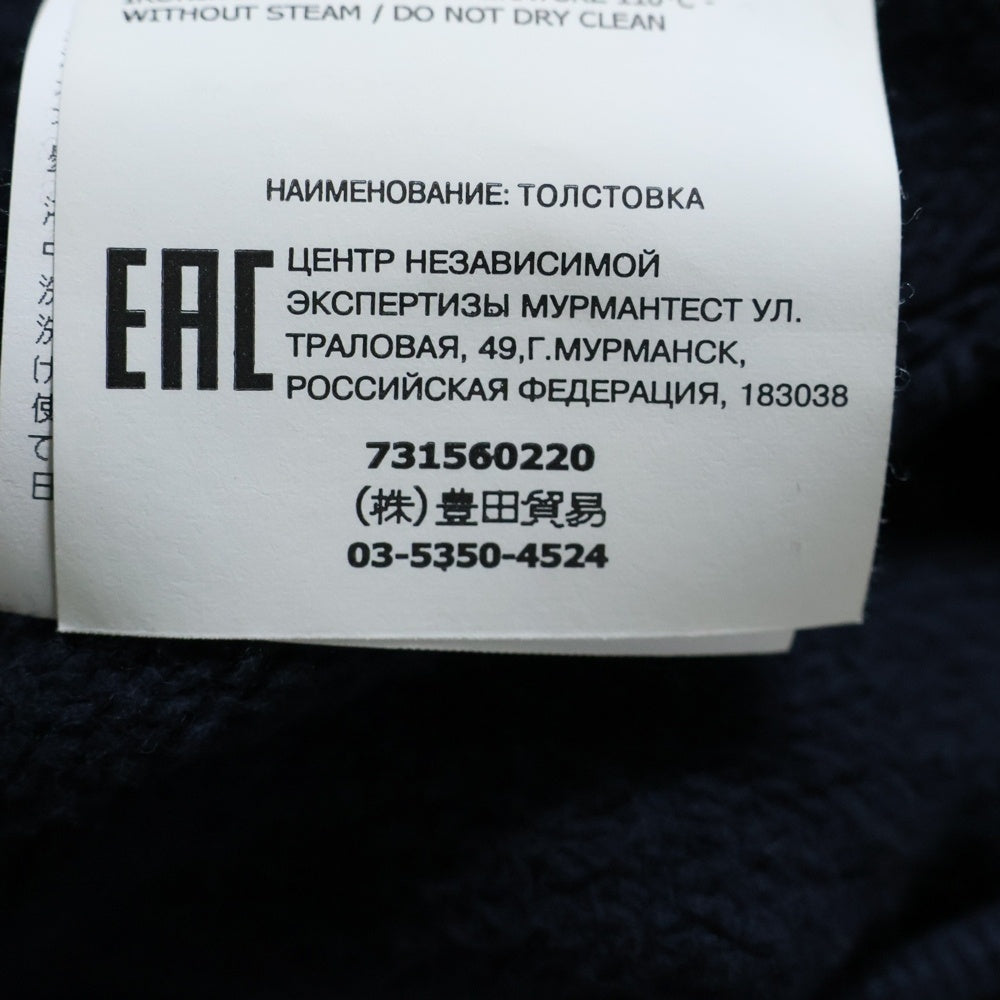 WITHOUT STEAM / DO NOT DRY CLEAN
НАИМЕНОВАНИЕ: ТОЛСТОВКА
EAC
ЦЕНТР НЕЗАВИСИМОЙ
ЭКСПЕРТИЗЫ МУРМАНТЕСТ УЛ.
ТРАЛОВАЯ, 49,Г.МУРМАНСК,
РОССИЙСКАЯ ФЕДЕРАЦИЯ, 183038
731560220
(株)豊田貿易
03-5350-4524